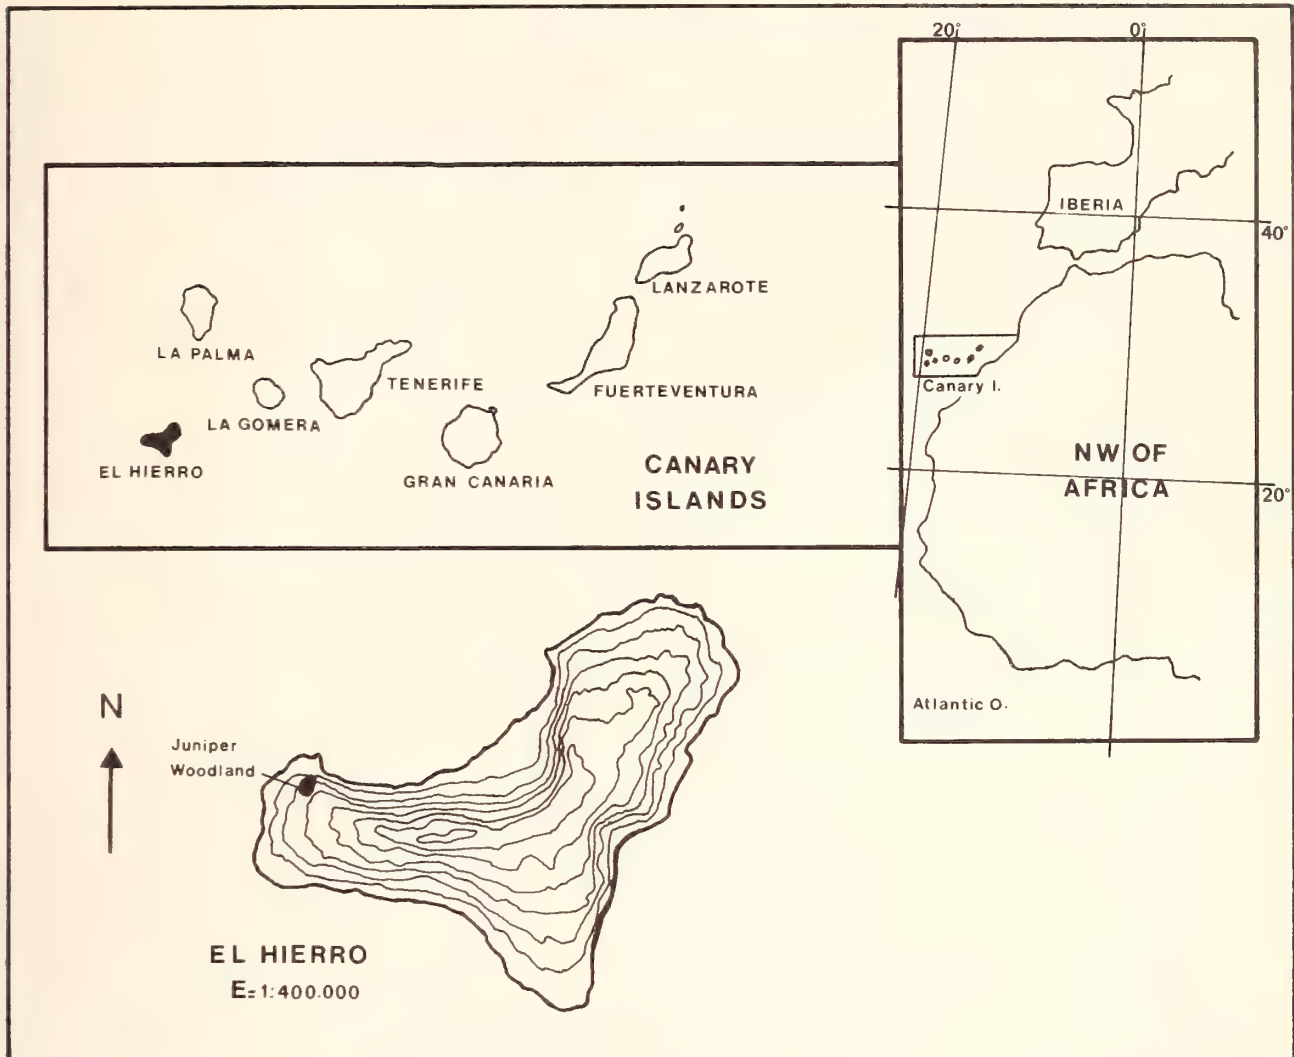 20°
0°
IBERIA
40°
LANZAROTE
LA PALMA
TENERIFE
FUERTEVENTURA
Canary I.
LA GOMERA
EL HIERRO
GRAN CANARIA
CANARY
ISLANDS
NW OF
AFRICA
20°
Atlantic O.
N
Juniper
Woodland
EL HIERRO
E=1:400.000